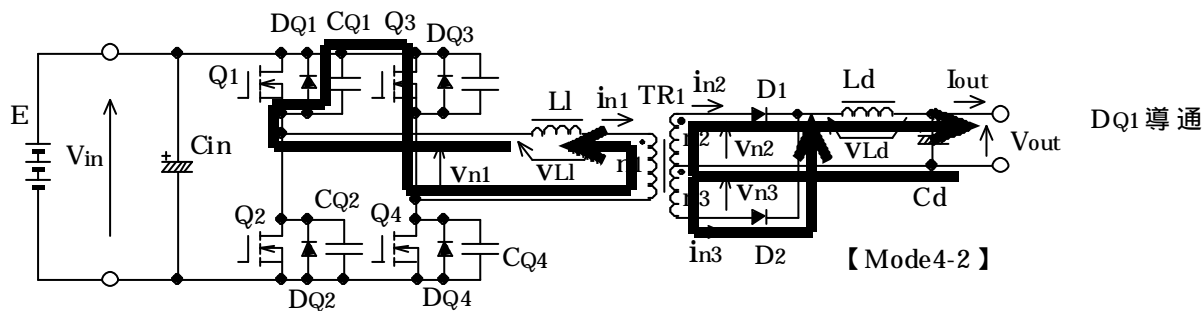 DQ1 CQ1 Q3 DQ3
Q1
E
Vin
+
Cin
Ll
in1
TR1
in2
D1
Ld
Iout
DQ1導通
vn1
vLl
n1
n2
vn2
vLd
Vout
n3
vn3
Cd
Q2
CQ2
Q4
CQ4
in3
D2
【Mode4-2】
DQ2
DQ4